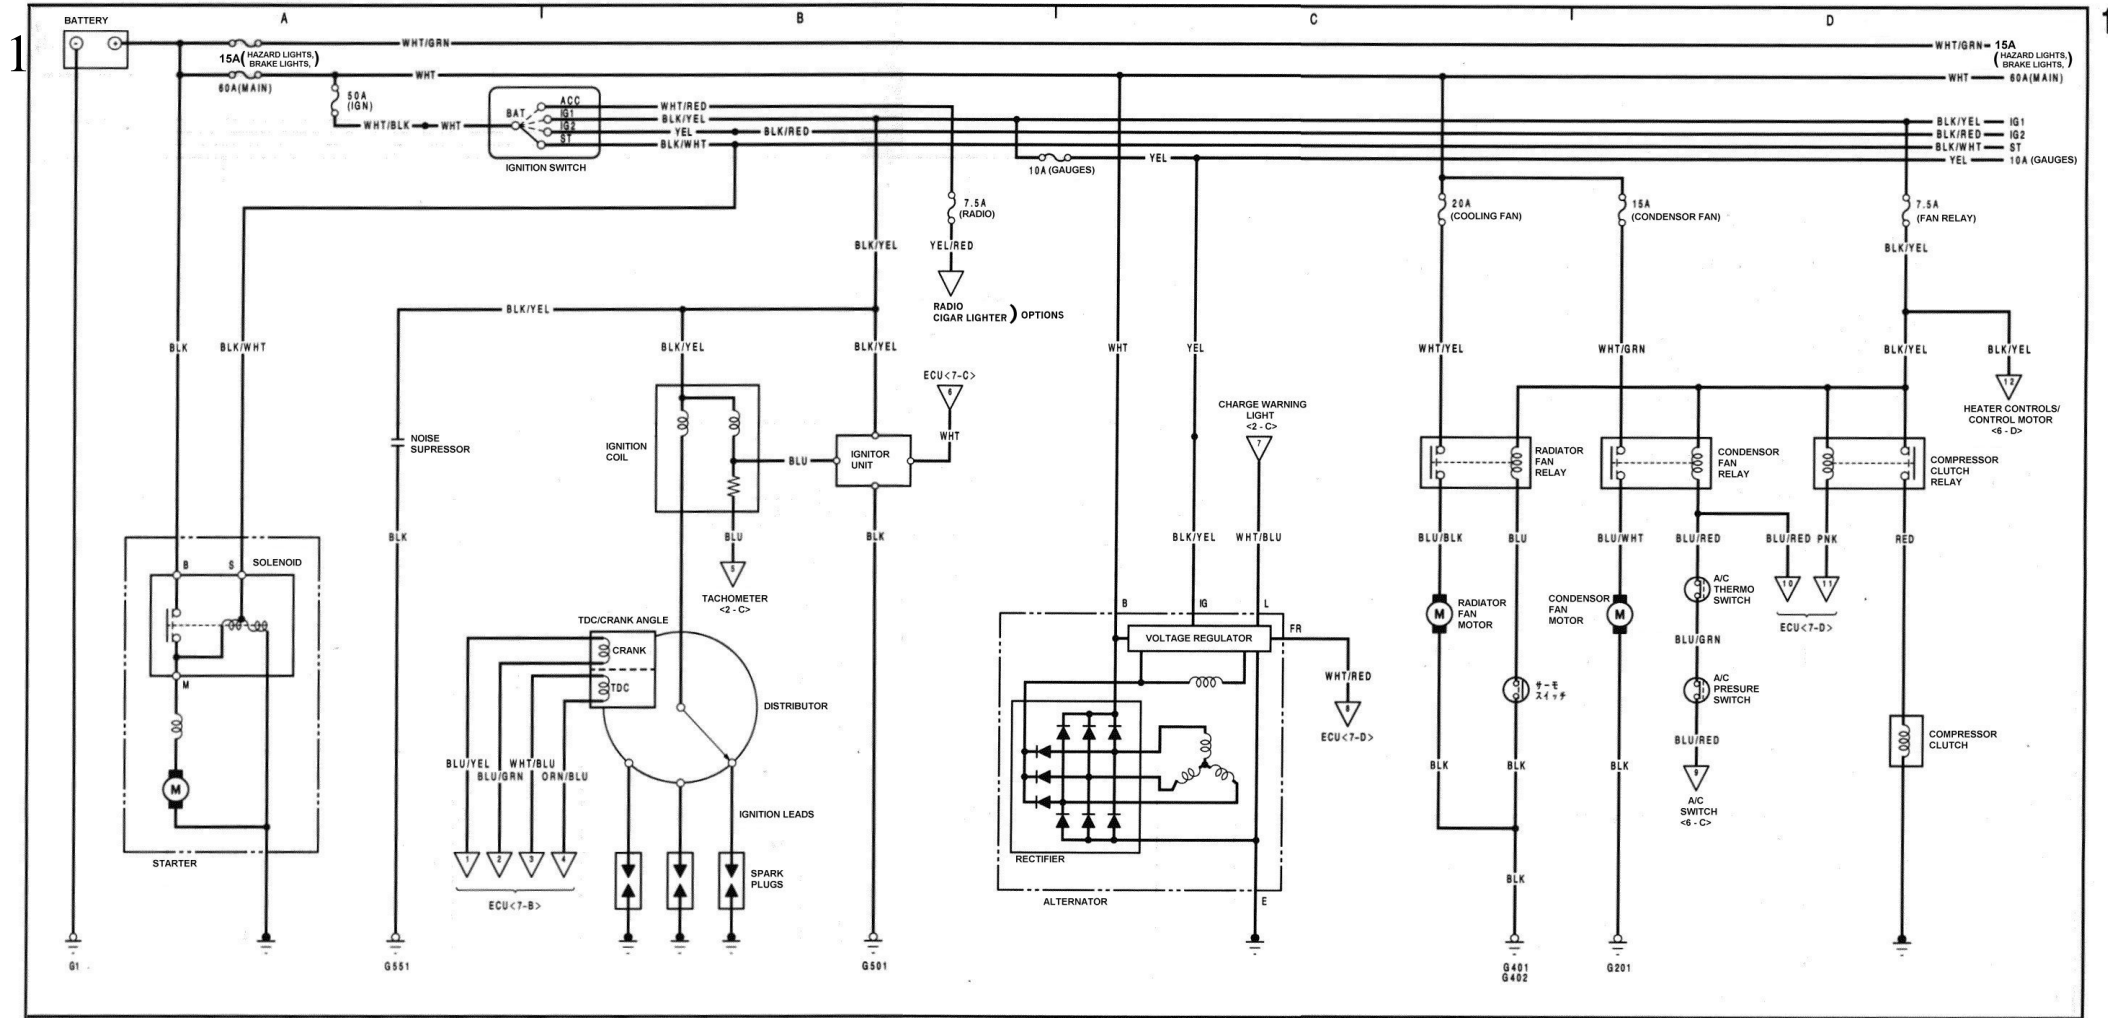 A
B
C
D
1
1
BATTERY
- +
WHT/GRN
15A ( HAZARD LIGHTS,
BRAKE LIGHTS, )
60A(MAIN)
WHT
50A
(IGN)
WHT/BLK
WHT
BAT
ACC
IG1
IG2
ST
IGNITION SWITCH
WHT/RED
BLK/YEL
YEL
BLK/RED
BLK/WHT
10A (GAUGES)
YEL
WHT/GRN
15A
( HAZARD LIGHTS,
BRAKE LIGHTS, )
WHT
60A(MAIN)
BLK/YEL
IG1
BLK/RED
IG2
BLK/WHT
ST
YEL
10A (GAUGES)
7.5A
(RADIO)
20A
(COOLING FAN)
15A
(CONDENSOR FAN)
7.5A
(FAN RELAY)
BLK/YEL
YEL/RED
BLK/YEL
RADIO
CIGAR LIGHTER ) OPTIONS
BLK/YEL
BLK
BLK/WHT
BLK/YEL
BLK/YEL
WHT
YEL
WHT/YEL
WHT/GRN
BLK/YEL
BLK/YEL
ECU<7-C>
6
WHT
12
HEATER CONTROLS/
CONTROL MOTOR
<6 - D>
CHARGE WARNING
LIGHT
<2 - C>
7
NOISE
SUPRESSOR
IGNITION
COIL
BLU
IGNITOR
UNIT
RADIATOR
FAN
RELAY
CONDENSOR
FAN
RELAY
COMPRESSOR
CLUTCH
RELAY
BLK
BLU
BLK
BLK/YEL
WHT/BLU
BLU/BLK
BLU
BLU/WHT
BLU/RED
BLU/RED
PNK
RED
B
S
SOLENOID
M
5
TACHOMETER
<2 - C>
TDC/CRANK ANGLE
CRANK
TDC
DISTRIBUTOR
B
IG
L
FR
VOLTAGE REGULATOR
WHT/RED
8
ECU<7-D>
M
RADIATOR
FAN
MOTOR
CONDENSOR
FAN
MOTOR
M
A/C
THERMO
SWITCH
10
11
ECU<7-D>
BLU/GRN
サーモ
スイッチ
A/C
PRESURE
SWITCH
BLU/RED
COMPRESSOR
CLUTCH
BLU/YEL
BLU/GRN
WHT/BLU
ORN/BLU
BLK
BLK
BLK
9
A/C
SWITCH
<6 - C>
M
STARTER
1
2
3
4
ECU<7-B>
IGNITION LEADS
SPARK
PLUGS
RECTIFIER
ALTERNATOR
E
BLK
G1
G551
G501
G401
G402
G201